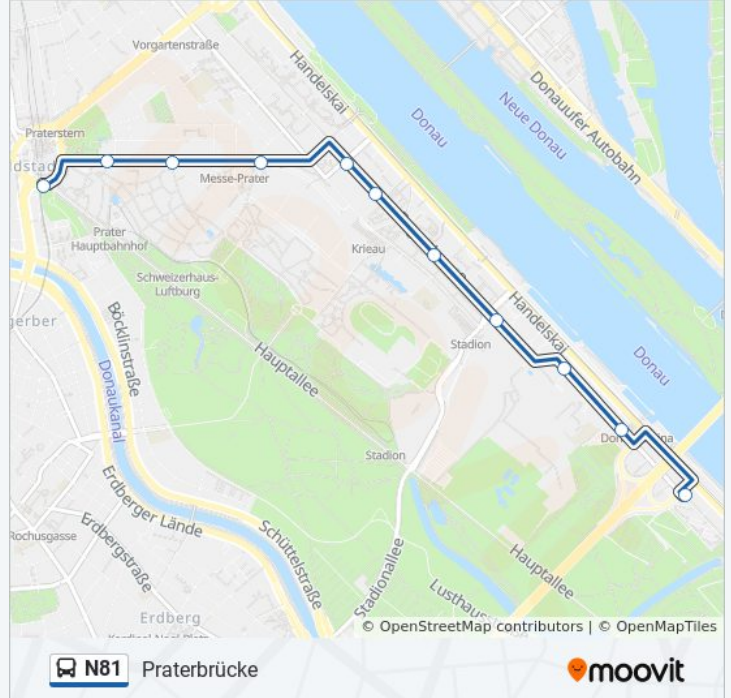 Vorgartenstraße
Handelskai
Donau
Neue Donau
Donauufer Autobahn
Praterstern
Messe-Prater
Prater
Hauptbahnhof
Krieau
Schweizerhaus-
Luftburg
gerber
Böcklinstraße
Donaukanal
Hauptallee
Stadion
Handelskai
Donau
Stadion
Erdberger Lände
Rochusgasse
Erdbergstraße
Schüttelstraße
Stadionallee
Hauptallee
Erdberg
© OpenStreetMap contributors | © OpenMapTiles
N81 Praterbrücke
moovit